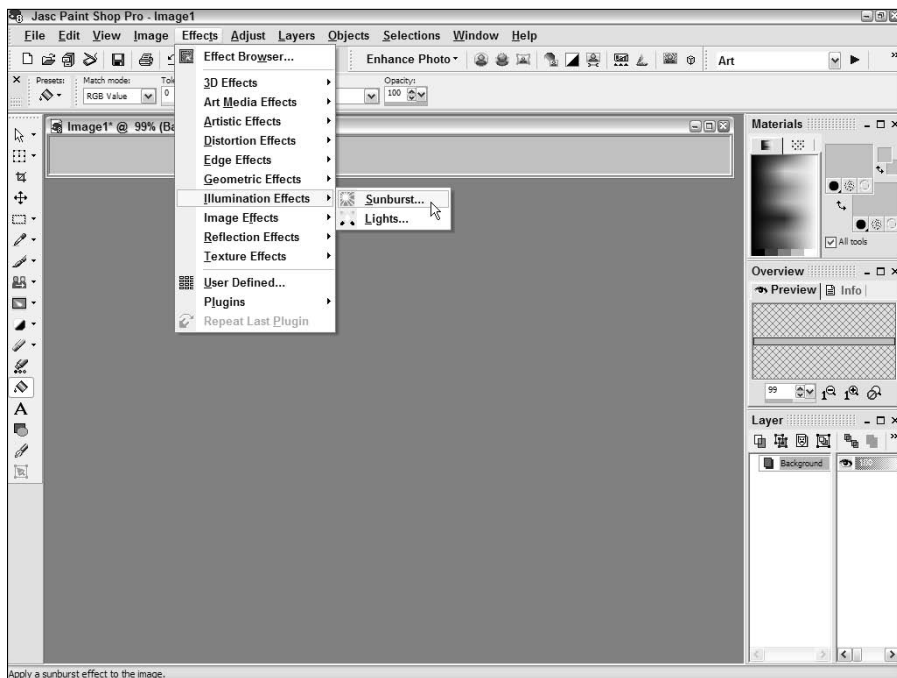 Jasc Paint Shop Pro - Image1
File Edit View Image Effects Adjust Layers Objects Selections Window Help
Enhance Photo
Art
Presets:
Match mode:
RGB Value
0
Opacity:
100
Image1* @ 99% (Ba
Effect Browser...
3D Effects
Art Media Effects
Artistic Effects
Distortion Effects
Edge Effects
Geometric Effects
Illumination Effects
Image Effects
Reflection Effects
Texture Effects
User Defined...
Plugins
Repeat Last Plugin
Sunburst...
Lights...
Materials
All tools
Overview
Preview Info
99
Layer
Background
100
Apply a sunburst effect to the image.